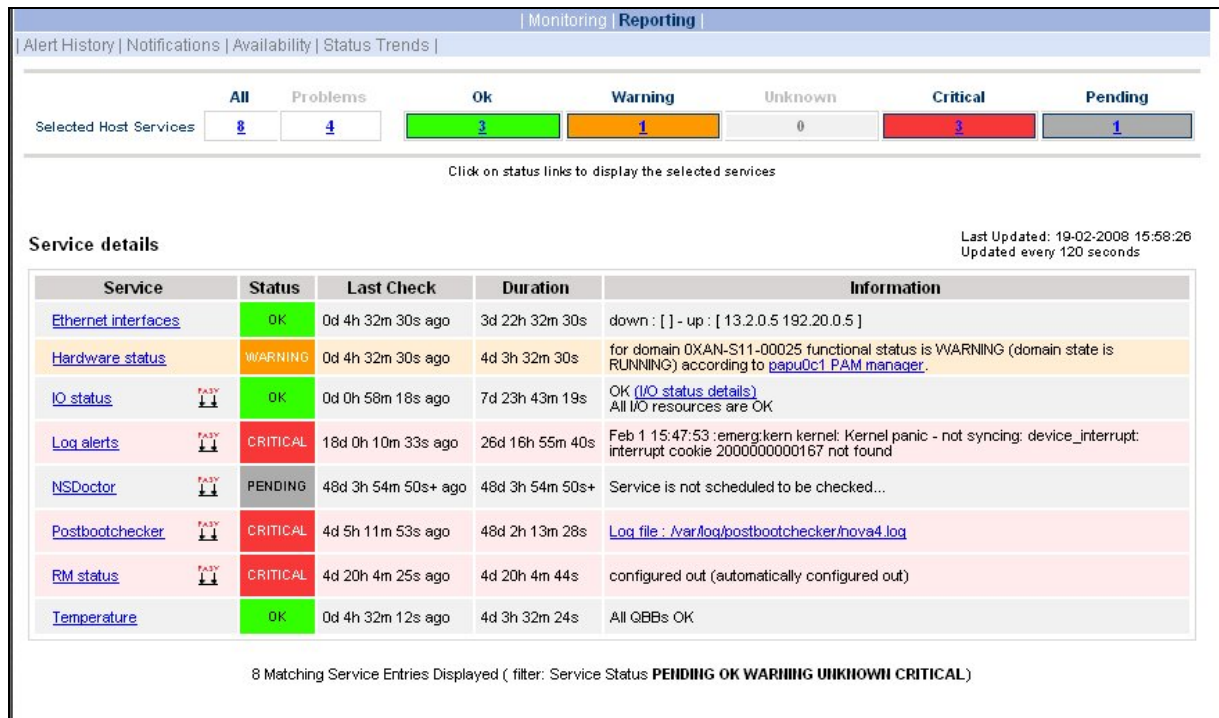 | Monitoring | Reporting |
| Alert History | Notifications | Availability | Status Trends |
All Problems Ok Warning Unknown Critical Pending
Selected Host Services 8 4 3 1 0 3 1
Click on status links to display the selected services
Service details
Last Updated: 19-02-2008 15:58:26
Updated every 120 seconds
Service Status Last Check Duration Information
Ethernet interfaces OK 0d 4h 32m 30s ago 3d 22h 32m 30s down : [ ] - up : [ 13.2.0.5 192.20.0.5 ]
Hardware status WARNING 0d 4h 32m 30s ago 4d 3h 32m 30s for domain 0XAN-S11-00025 functional status is WARNING (domain state is
RUNNING) according to papu0c1 PAM manager.
IO status PASV OK 0d 0h 58m 18s ago 7d 23h 43m 19s OK (I/O status details)
All I/O resources are OK
Log alerts PASV CRITICAL 18d 0h 10m 33s ago 26d 16h 55m 40s Feb 1 15:47:53 :emerg:kern kernel: Kernel panic - not syncing: device_interrupt:
interrupt cookie 2000000000167 not found
NSDoctor PASV PENDING 48d 3h 54m 50s+ ago 48d 3h 54m 50s+ Service is not scheduled to be checked...
Postbootchecker PASV CRITICAL 4d 5h 11m 53s ago 48d 2h 13m 28s Log file : /var/log/postbootchecker/nova4.log
RM status PASV CRITICAL 4d 20h 4m 25s ago 4d 20h 4m 44s configured out (automatically configured out)
Temperature OK 0d 4h 32m 12s ago 4d 3h 32m 24s All QBBs OK
8 Matching Service Entries Displayed ( filter: Service Status PENDING OK WARNING UNKNOWN CRITICAL)